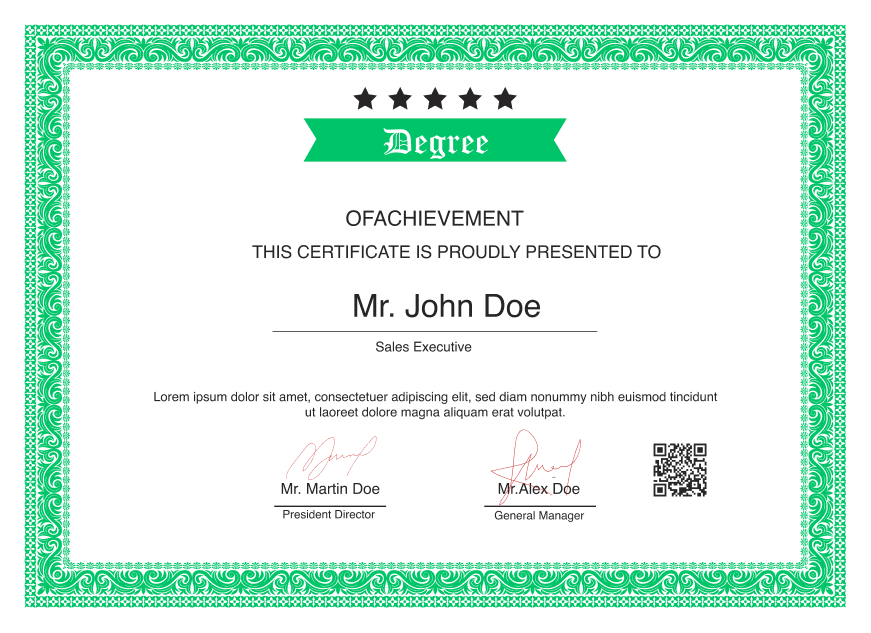 Degree
OFACHIEVEMENT
THIS CERTIFICATE IS PROUDLY PRESENTED TO
Mr. John Doe
Sales Executive
Lorem ipsum dolor sit amet, consectetuer adipiscing elit, sed diam nonummy nibh euismod tincidunt
ut laoreet dolore magna aliquam erat volutpat.
Mr. Martin Doe
President Director
Mr.Alex Doe
General Manager